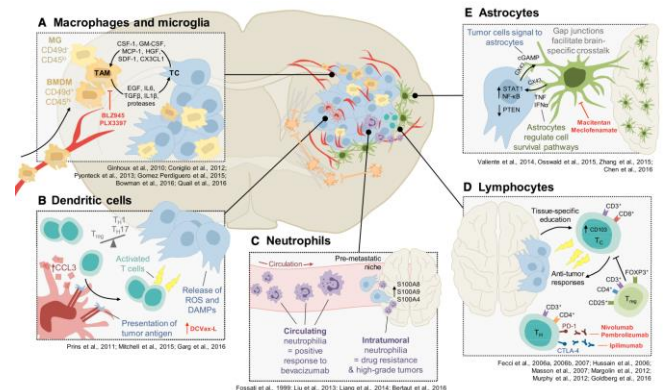 A Macrophages and microglia
MG
CD49d-
CD45lo
BMDM
CD49d+
CD45hi
TAM
TC
CSF-1, GM-CSF,
MCP-1, HGF,
SDF-1, CX3CL1
EGF, IL6,
TGFβ, IL1β,
proteases
BLZ945
PLX3397
Ginhoux et al., 2010; Coniglio et al., 2012;
Pyonteck et al., 2013; Gomez Perdiguero et al., 2015;
Bowman et al., 2016; Quail et al., 2016
B Dendritic cells
TH1
TH17
Treg
↑CCL3
Activated
T cells
Release of
ROS and
DAMPs
Presentation of
tumor antigen
↑ DCVax-L
Prins et al., 2011; Mitchell et al., 2015; Garg et al., 2016
C Neutrophils
Circulation
Pre-metastatic
niche
S100A8
S100A9
S100A4
Circulating
neutrophilia
= positive
response to
bevacizumab
Intratumoral
neutrophilia
= drug resistance
& high-grade tumors
Fossati et al., 1999; Liu et al., 2013; Liang et al., 2014; Bertaut et al., 2016
E Astrocytes
Tumor cells signal to
astrocytes
Gap junctions
facilitate brain-
specific crosstalk
cGAMP
CX43
CX43
STAT1
NF-κB
PTEN
TNF
IFNα
Astrocytes
regulate cell
survival pathways
Macitentan
Meclofenamate
Valiente et al., 2014, Osswald et al., 2015, Zhang et al., 2015;
Chen et al., 2016
D Lymphocytes
Tissue-specific
education
CD3+
CD8+
↑ CD103
TC
Anti-tumor
responses
FOXP3+
CD3+
CD4+
CD25+
Treg
CD3+
CD4+
TH
PD-1
CTLA-4
Nivolumab
Pembrolizumab
Ipilimumab
Fecci et al., 2006a, 2006b, 2007; Hussain et al., 2006;
Masson et al., 2007; Margolin et al., 2012;
Murphy et al., 2012; Goldberg et al., 2016